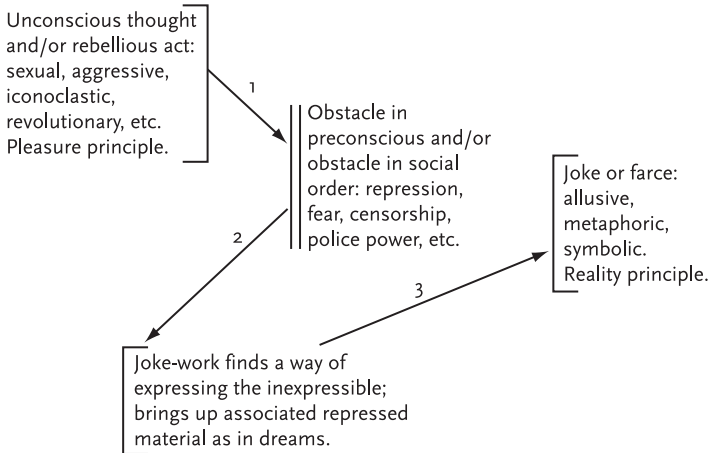 Unconscious thought
and/or rebellious act:
sexual, aggressive,
iconoclastic,
revolutionary, etc.
Pleasure principle.
1
Obstacle in
preconscious and/or
obstacle in social
order: repression,
fear, censorship,
police power, etc.
2
Joke-work finds a way of
expressing the inexpressible;
brings up associated repressed
material as in dreams.
3
Joke or farce:
allusive,
metaphoric,
symbolic.
Reality principle.